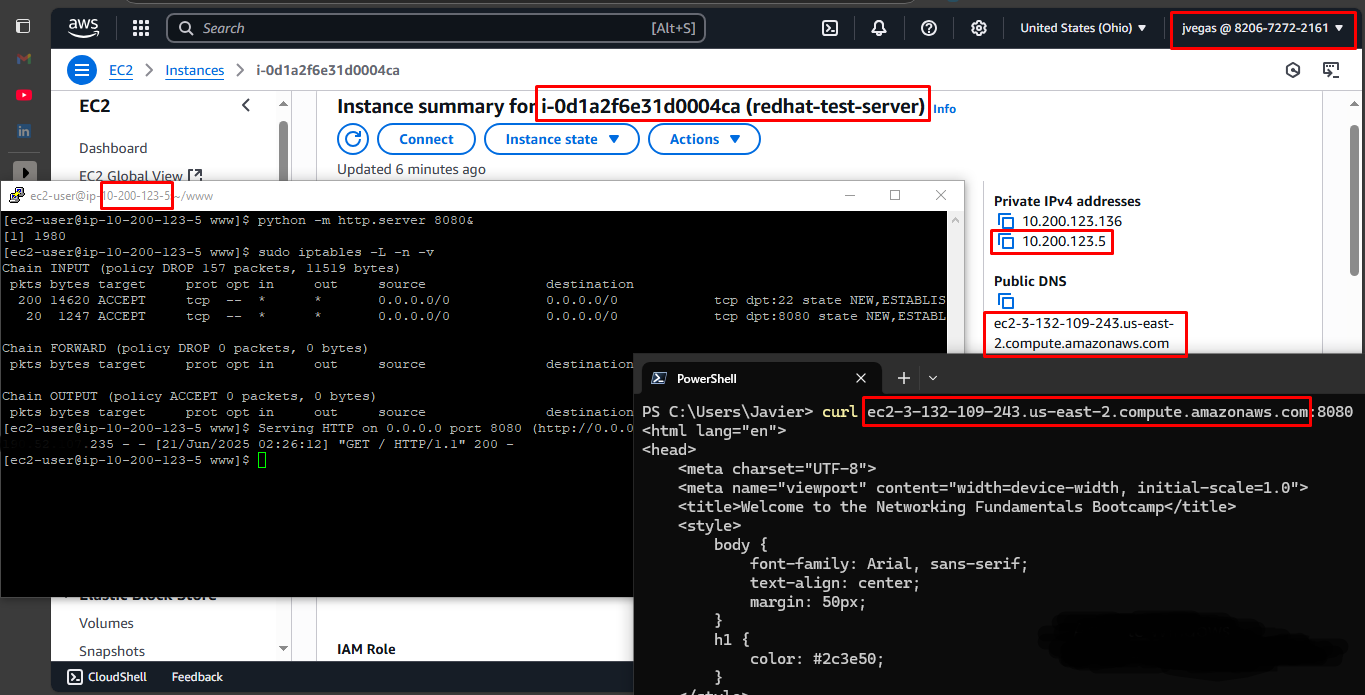 aws
Search [Alt+S]
United States (Ohio)
jvegas @ 8206-7272-2161
EC2 > Instances > i-0d1a2f6e31d0004ca
EC2
Dashboard
EC2 Global View
Instance summary for i-0d1a2f6e31d0004ca (redhat-test-server) Info
Connect
Instance state
Actions
Updated 6 minutes ago
Private IPv4 addresses
10.200.123.136
10.200.123.5
Public DNS
ec2-3-132-109-243.us-east-
2.compute.amazonaws.com
ec2-user@ip-10-200-123-5:~/www
[ec2-user@ip-10-200-123-5 www]$ python -m http.server 8080&
[1] 1980
[ec2-user@ip-10-200-123-5 www]$ sudo iptables -L -n -v
Chain INPUT (policy DROP 157 packets, 11519 bytes)
pkts bytes target prot opt in out source destination
200 14620 ACCEPT tcp -- * * 0.0.0.0/0 0.0.0.0/0 tcp dpt:22 state NEW,ESTABLIS
20 1247 ACCEPT tcp -- * * 0.0.0.0/0 0.0.0.0/0 tcp dpt:8080 state NEW,ESTABL
Chain FORWARD (policy DROP 0 packets, 0 bytes)
pkts bytes target prot opt in out source destination
Chain OUTPUT (policy ACCEPT 0 packets, 0 bytes)
pkts bytes target prot opt in out source destination
[ec2-user@ip-10-200-123-5 www]$ Serving HTTP on 0.0.0.0 port 8080 (http://0.0.0
.235 - - [21/Jun/2025 02:26:12] "GET / HTTP/1.1" 200 -
[ec2-user@ip-10-200-123-5 www]$
PowerShell
PS C:\Users\Javier> curl ec2-3-132-109-243.us-east-2.compute.amazonaws.com:8080
<html lang="en">
<head>
<meta charset="UTF-8">
<meta name="viewport" content="width=device-width, initial-scale=1.0">
<title>Welcome to the Networking Fundamentals Bootcamp</title>
<style>
body {
font-family: Arial, sans-serif;
text-align: center;
margin: 50px;
}
h1 {
color: #2c3e50;
}
</style>
Elastic Block Store
Volumes
Snapshots
IAM Role
CloudShell
Feedback